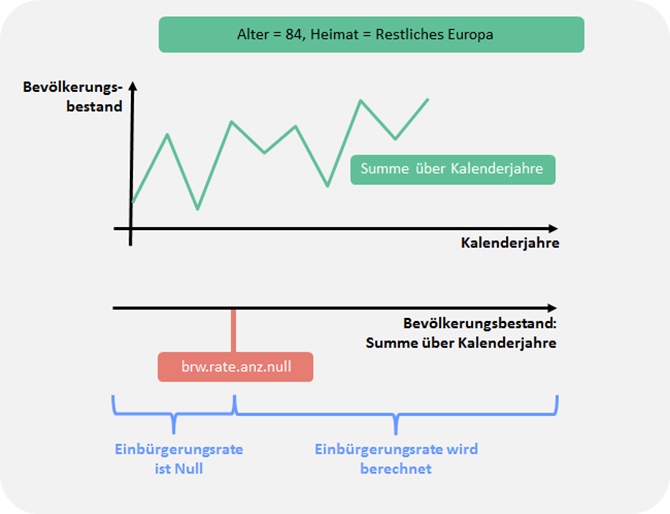 Alter = 84, Heimat = Restliches Europa
Bevölkerungs-
bestand
Summe über Kalenderjahre
Kalenderjahre
Bevölkerungsbestand:
Summe über Kalenderjahre
brw.rate.anz.null
Einbürgerungsrate
ist Null
Einbürgerungsrate wird
berechnet